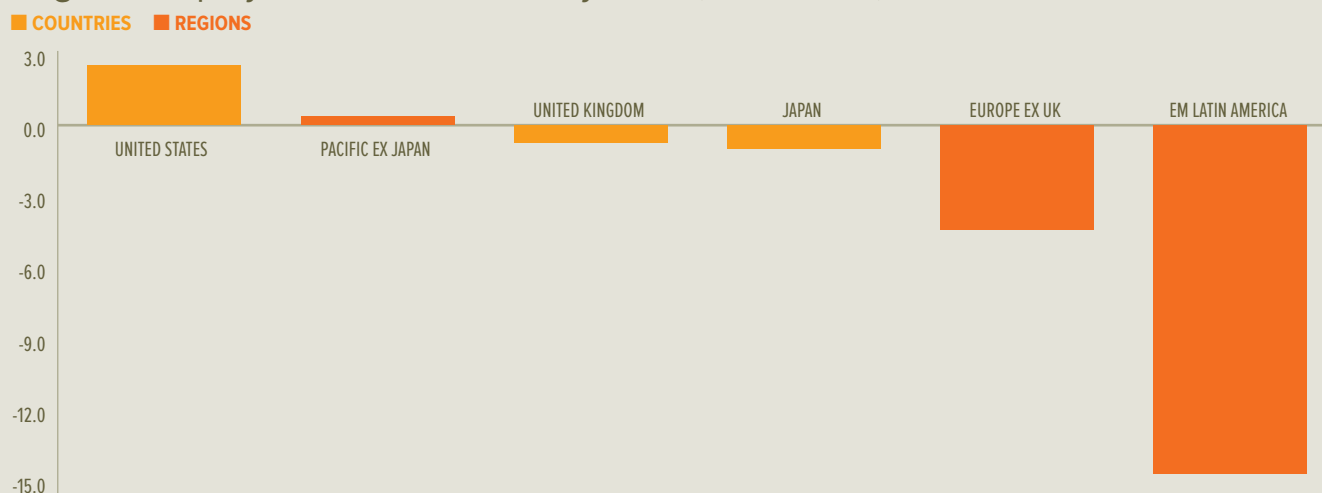 COUNTRIES REGIONS
3.0
UNITED KINGDOM JAPAN EUROPE EX UK EM LATIN AMERICA
0.0
UNITED STATES PACIFIC EX JAPAN
-3.0
-6.0
-9.0
-12.0
-15.0